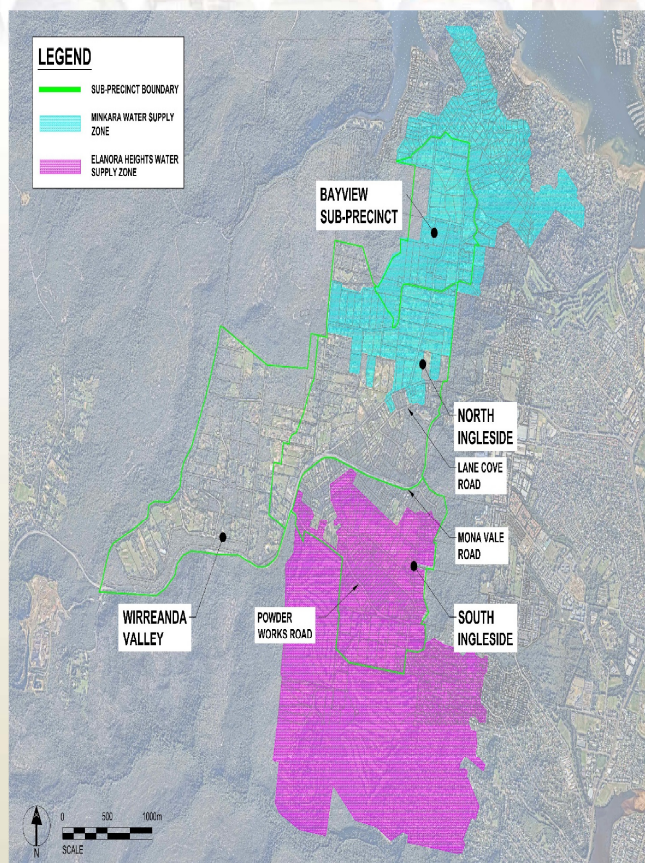 LEGEND
SUB-PRECINCT BOUNDARY
MINKARA WATER SUPPLY
ZONE
ELANORA HEIGHTS WATER
SUPPLY ZONE
BAYVIEW
SUB-PRECINCT
NORTH
INGLESIDE
LANE COVE
ROAD
MONA VALE
ROAD
WIRREANDA
VALLEY
POWDER
WORKS ROAD
SOUTH
INGLESIDE
N
0 500 1000m
SCALE